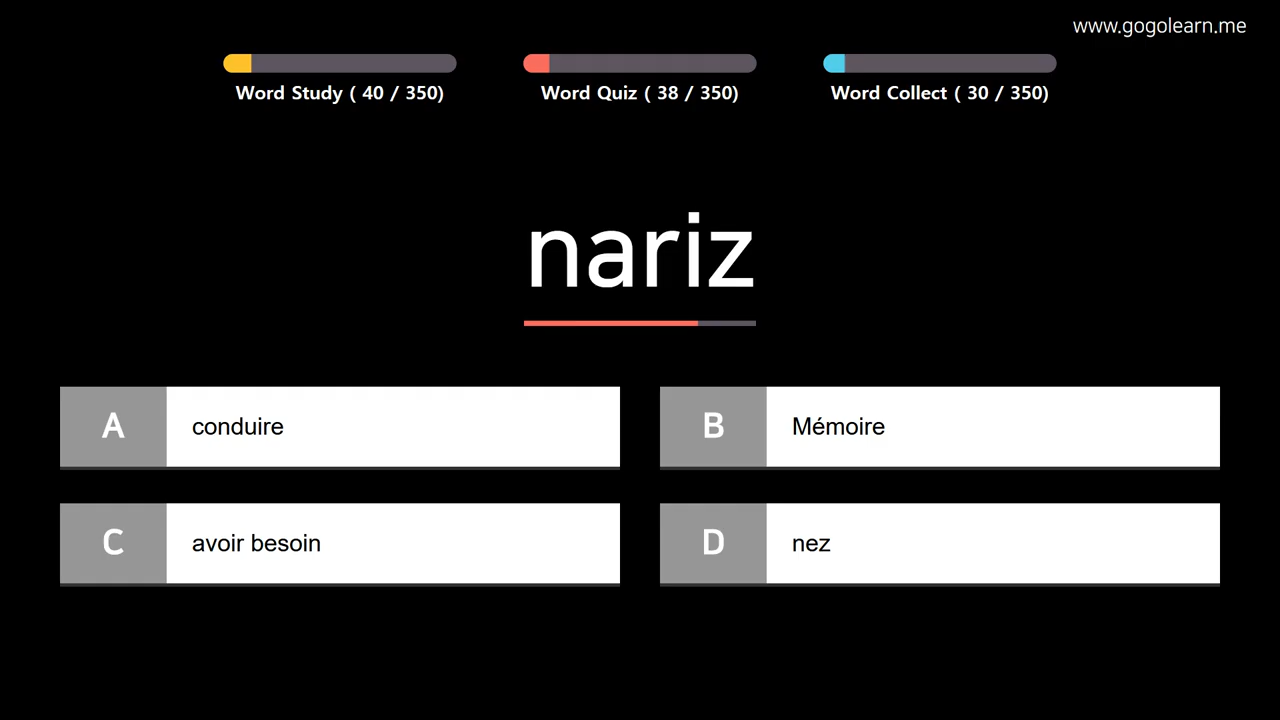 www.gogolearn.me
Word Study ( 40 / 350)
Word Quiz ( 38 / 350)
Word Collect ( 30 / 350)
nariz
A conduire
B Mémoire
C avoir besoin
D nez